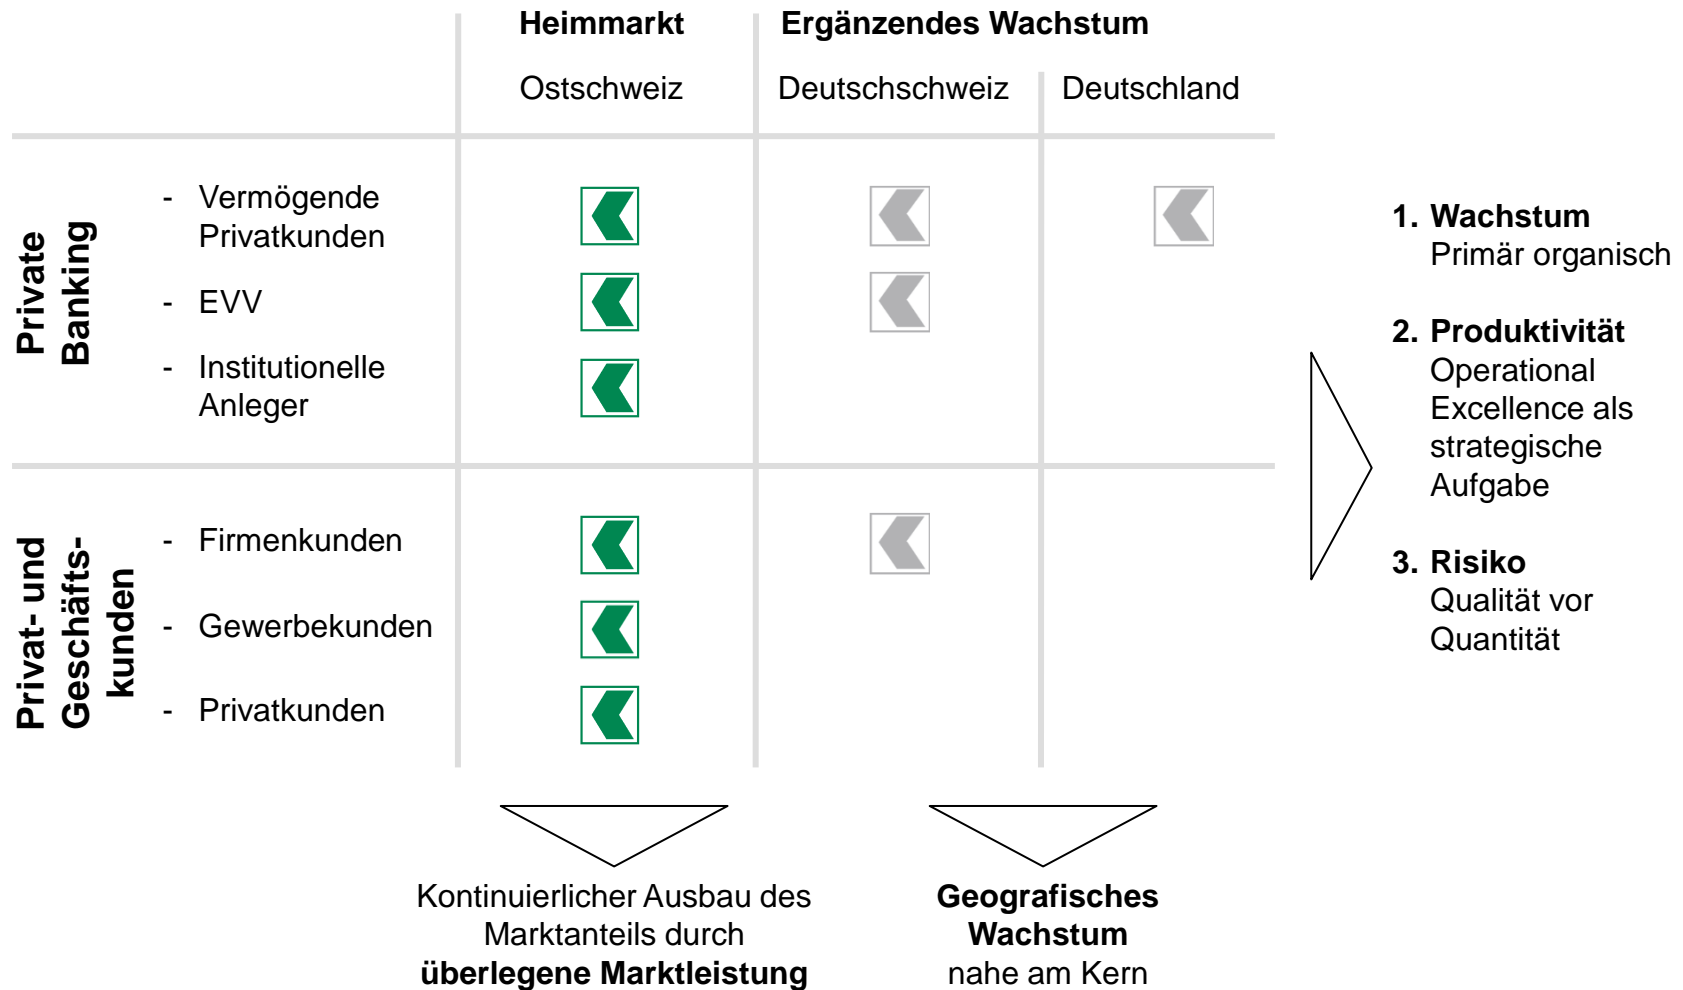 Heimmarkt
Ergänzendes Wachstum
Ostschweiz
Deutschschweiz
Deutschland
Private
Banking
- Vermögende
Privatkunden
- EVV
- Institutionelle
Anleger
Privat- und
Geschäfts-
kunden
- Firmenkunden
- Gewerbekunden
- Privatkunden
1. Wachstum
Primär organisch
2. Produktivität
Operational
Excellence als
strategische
Aufgabe
3. Risiko
Qualität vor
Quantität
Kontinuierlicher Ausbau des
Marktanteils durch
überlegene Marktleistung
Geografisches
Wachstum
nahe am Kern